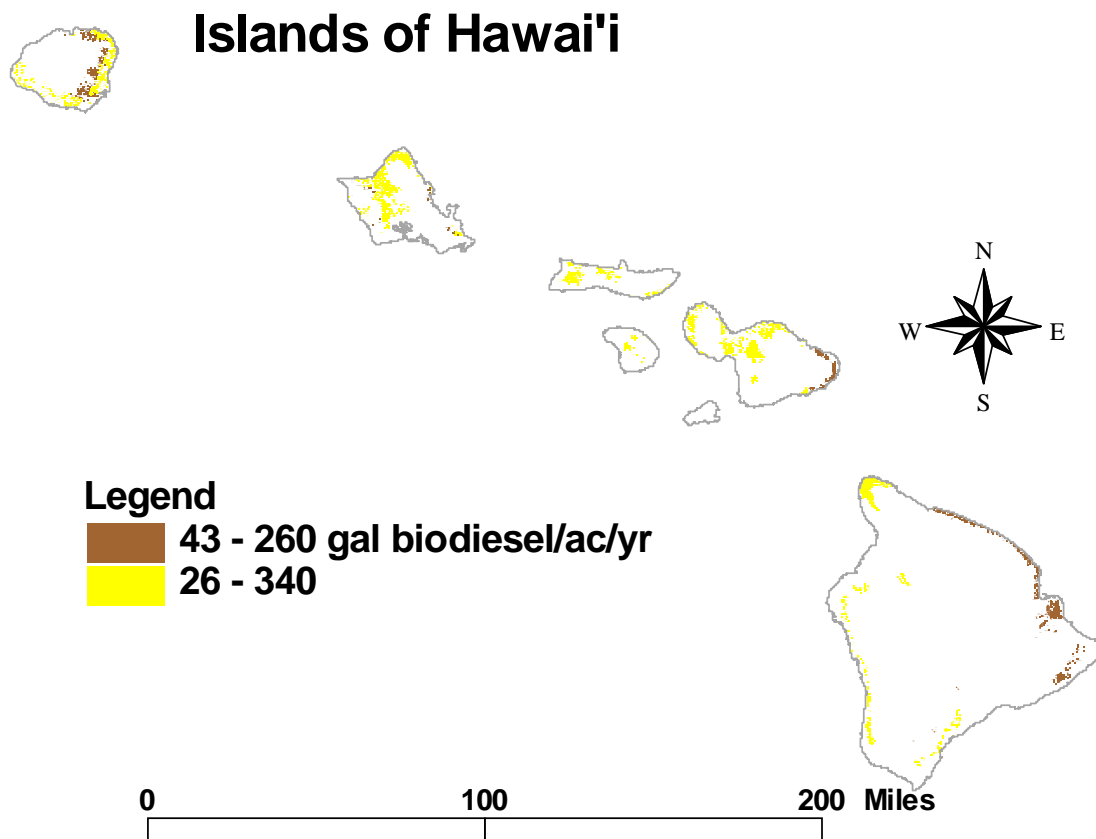 Islands of Hawai'i
N
W
E
S
Legend
43 - 260 gal biodiesel/ac/yr
26 - 340
0 100 200 Miles